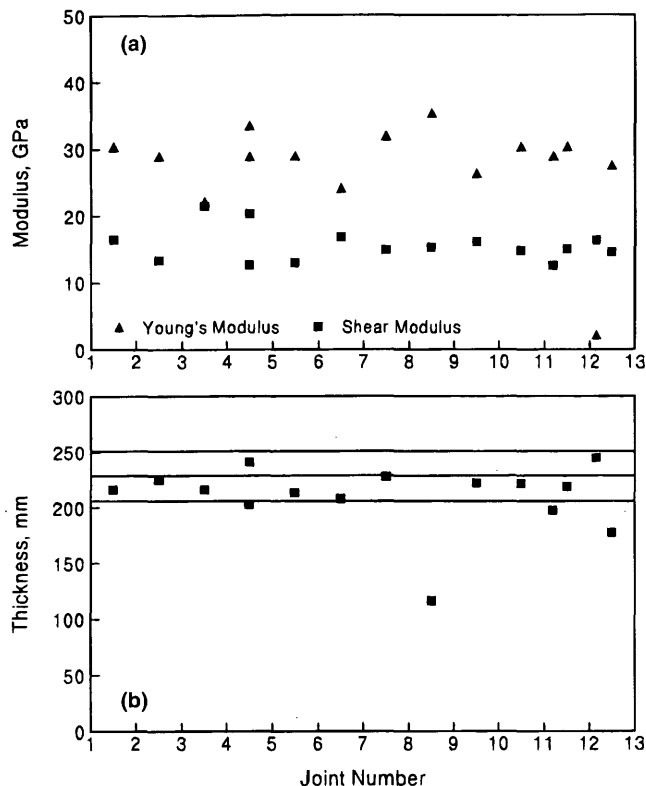 50
(a)
40
30
20
10
0
Modulus, GPa
▲ Young's Modulus ■ Shear Modulus
1 2 3 4 5 6 7 8 9 10 11 12 13
300
250
200
150
100
50
0
Thickness, mm
(b)
1 2 3 4 5 6 7 8 9 10 11 12 13
Joint Number